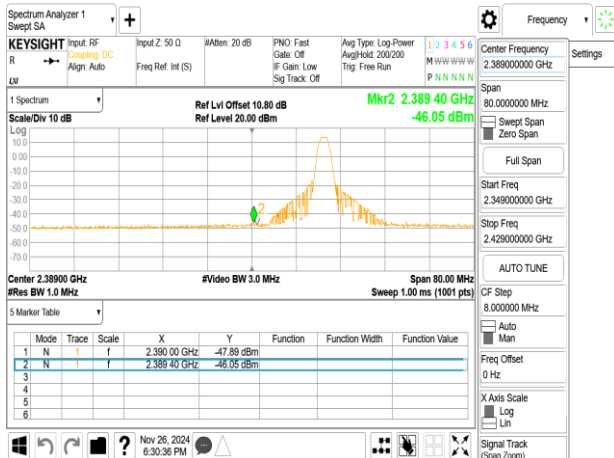 Spectrum Analyzer 1
Swept SA
Frequency
KEYSIGHT
R
LXI
Input: RF
Coupling: DC
Align: Auto
Input Z: 50 Ω
Freq Ref: Int (S)
#Atten: 20 dB
PNO: Fast
Gate: Off
IF Gain: Low
Sig Track: Off
Avg Type: Log-Power
Avg|Hold: 200/200
Trig: Free Run
1 2 3 4 5 6
M W W W W W
P N N N N N
Center Frequency
2.389000000 GHz
Settings
1 Spectrum
Scale/Div 10 dB
Ref Lvl Offset 10.80 dB
Ref Level 20.00 dBm
Mkr2 2.389 40 GHz
-46.05 dBm
Span
80.0000000 MHz
Swept Span
Zero Span
Full Span
Start Freq
2.349000000 GHz
Stop Freq
2.429000000 GHz
AUTO TUNE
CF Step
8.000000 MHz
Auto
Man
Freq Offset
0 Hz
X Axis Scale
Log
Lin
Signal Track
(Span Zoom)
Log
10.0
0.00
-10.0
-20.0
-30.0
-40.0
-50.0
-60.0
-70.0
2
Center 2.38900 GHz
#Video BW 3.0 MHz
Span 80.00 MHz
#Res BW 1.0 MHz
Sweep 1.00 ms (1001 pts)
5 Marker Table
Mode Trace Scale X Y Function Function Width Function Value
1 N 1 f 2.390 00 GHz -47.89 dBm
2 N 1 f 2.389 40 GHz -46.05 dBm
3
4
5
6
?
Nov 26, 2024
6:30:36 PM